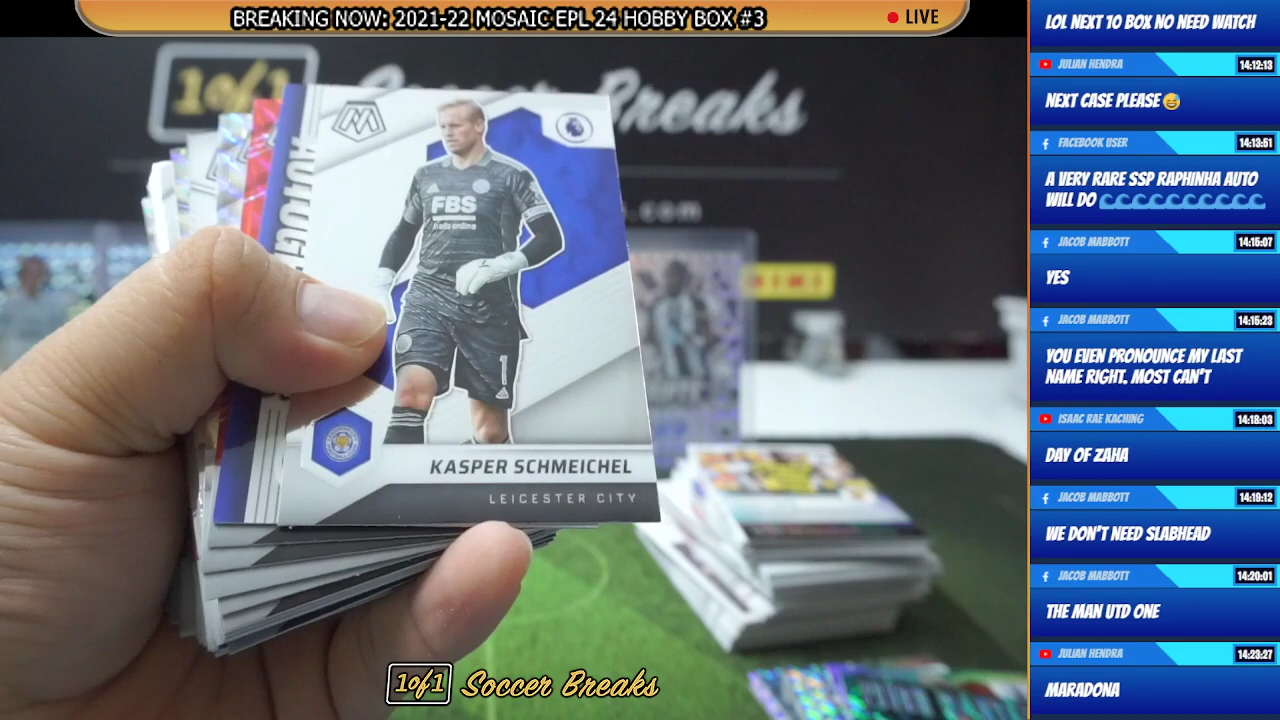 BREAKING NOW: 2021-22 MOSAIC EPL 24 HOBBY BOX #3
LIVE
1of1 Soccer Breaks
.com
FBS
1
KASPER SCHMEICHEL
LEICESTER CITY
1of1 Soccer Breaks
LOL NEXT 10 BOX NO NEED WATCH
JULIAN HENDRA 14:12:13
NEXT CASE PLEASE😅
FACEBOOK USER 14:13:51
A VERY RARE SSP RAPHINHA AUTO
WILL DO 🌊🌊🌊🌊🌊🌊🌊🌊🌊🌊
JACOB MABBOTT 14:15:07
YES
JACOB MABBOTT 14:15:23
YOU EVEN PRONOUNCE MY LAST
NAME RIGHT. MOST CAN'T
ISAAC RAE KACHING 14:18:03
DAY OF ZAHA
JACOB MABBOTT 14:19:12
WE DON'T NEED SLABHEAD
JACOB MABBOTT 14:20:01
THE MAN UTD ONE
JULIAN HENDRA 14:23:27
MARADONA